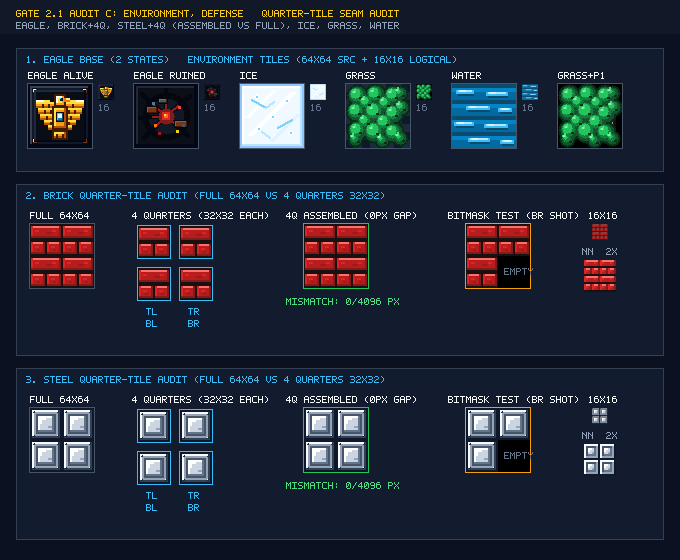 GATE 2.1 AUDIT C: ENVIRONMENT, DEFENSE QUARTER-TILE SEAM AUDIT
EAGLE, BRICK+4Q, STEEL+4Q (ASSEMBLED VS FULL), ICE, GRASS, WATER
1. EAGLE BASE (2 STATES) ENVIRONMENT TILES (64X64 SRC + 16X16 LOGICAL)
EAGLE ALIVE EAGLE RUINED ICE GRASS WATER GRASS+P1
16 16 16 16 16
2. BRICK QUARTER-TILE AUDIT (FULL 64X64 VS 4 QUARTERS 32X32)
FULL 64X64 4 QUARTERS (32X32 EACH) 4Q ASSEMBLED (0PX GAP) BITMASK TEST (BR SHOT) 16X16
NN 2X
EMPTY
MISMATCH: 0/4096 PX
TL TR
BL BR
3. STEEL QUARTER-TILE AUDIT (FULL 64X64 VS 4 QUARTERS 32X32)
FULL 64X64 4 QUARTERS (32X32 EACH) 4Q ASSEMBLED (0PX GAP) BITMASK TEST (BR SHOT) 16X16
NN 2X
EMPTY
MISMATCH: 0/4096 PX
TL TR
BL BR